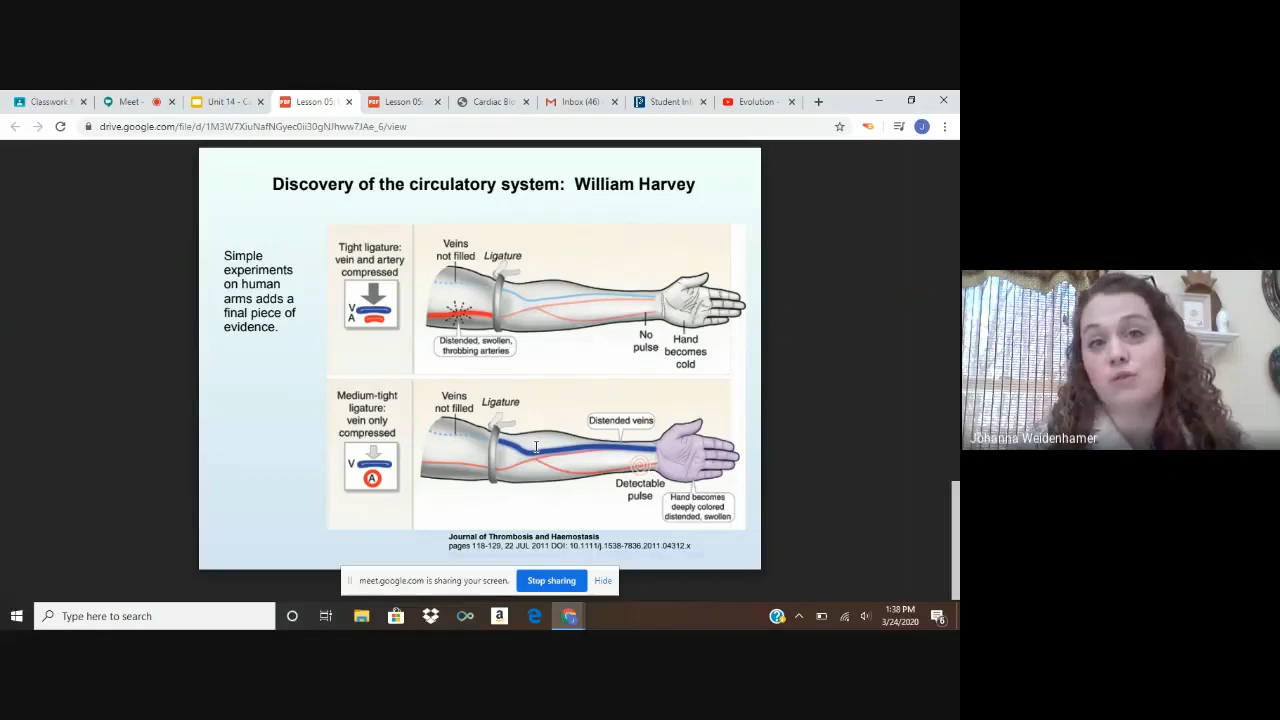 Classwork
Meet -
Unit 14 - C
Lesson 05:
Lesson 05:
Cardiac Blo
Inbox (46)
Student Inf
Evolution -
drive.google.com/file/d/1M3W7XiuNafNGyec0ii30gNJhww7JAe_6/view
J
Discovery of the circulatory system: William Harvey
Simple
experiments
on human
arms adds a
final piece of
evidence.
Tight ligature:
vein and artery
compressed
V
A
Veins
not filled
Ligature
Distended, swollen,
throbbing arteries
No
pulse
Hand
becomes
cold
Medium-tight
ligature:
vein only
compressed
V
A
Veins
not filled
Ligature
Distended veins
Detectable
pulse
Hand becomes
deeply colored
distended, swollen
Journal of Thrombosis and Haemostasis
pages 118-129, 22 JUL 2011 DOI: 10.1111/j.1538-7836.2011.04312.x
meet.google.com is sharing your screen.
Stop sharing
Hide
Type here to search
1:38 PM
3/24/2020
6
Johanna Weidenhamer